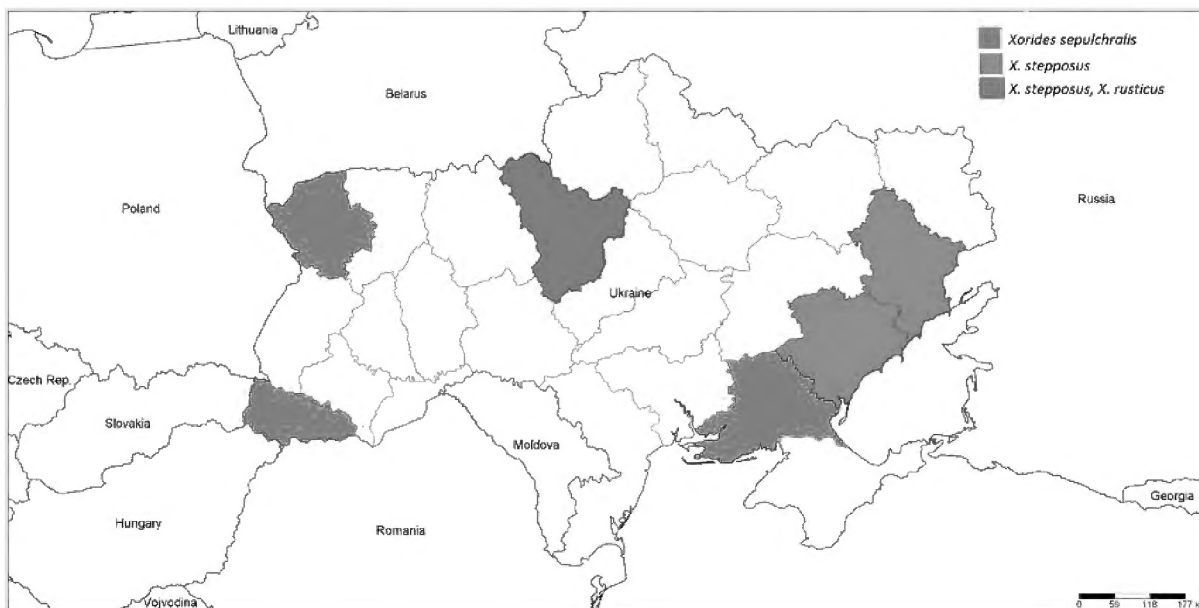 Lithuania
Xorides sepulchralis
X. stepposus
X. stepposus, X. rusticus
Belarus
Poland
Russia
Ukraine
Czech Rep.
Slovakia
Moldova
Georgia
Hungary
Romania
Vojvodina
0 59 118 177